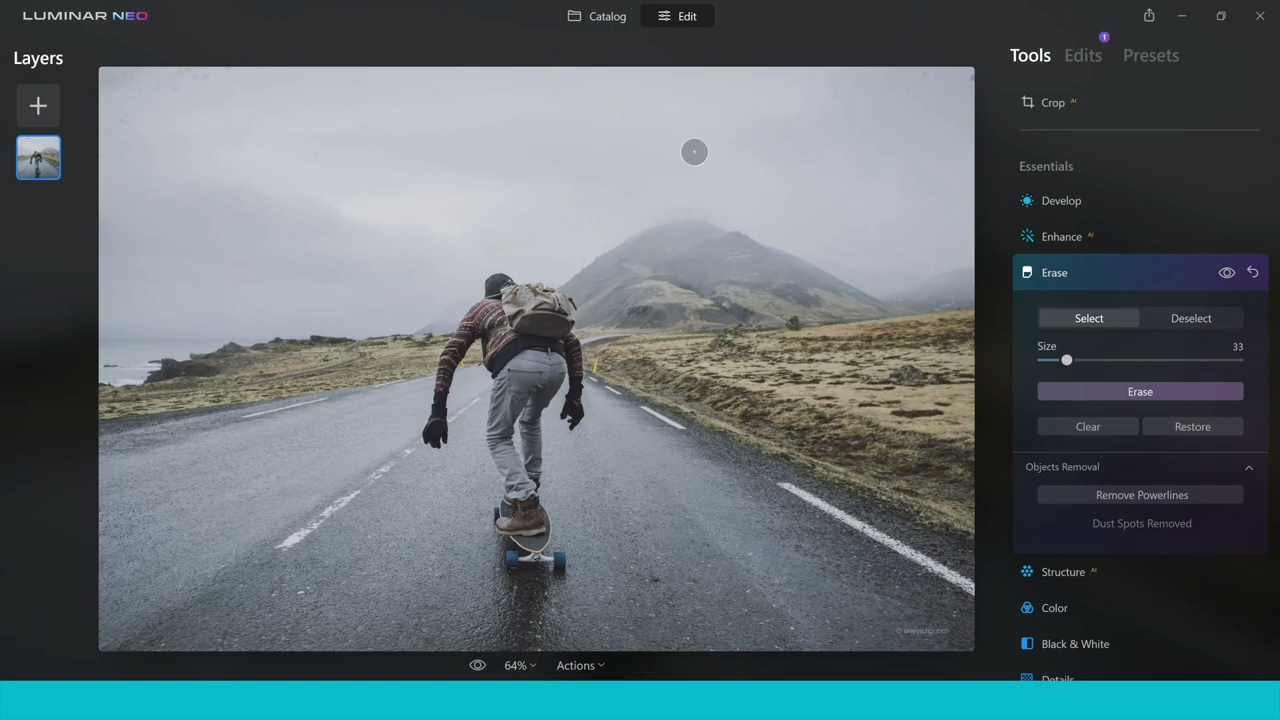 LUMINAR NEO
Catalog
Edit
Layers
Tools
Edits
1
Presets
Crop AI
Essentials
Develop
Enhance AI
Erase
Select
Deselect
Size
33
Erase
Clear
Restore
Objects Removal
Remove Powerlines
Dust Spots Removed
Structure AI
Color
Black & White
Details
© oneinchpunch
64%
Actions